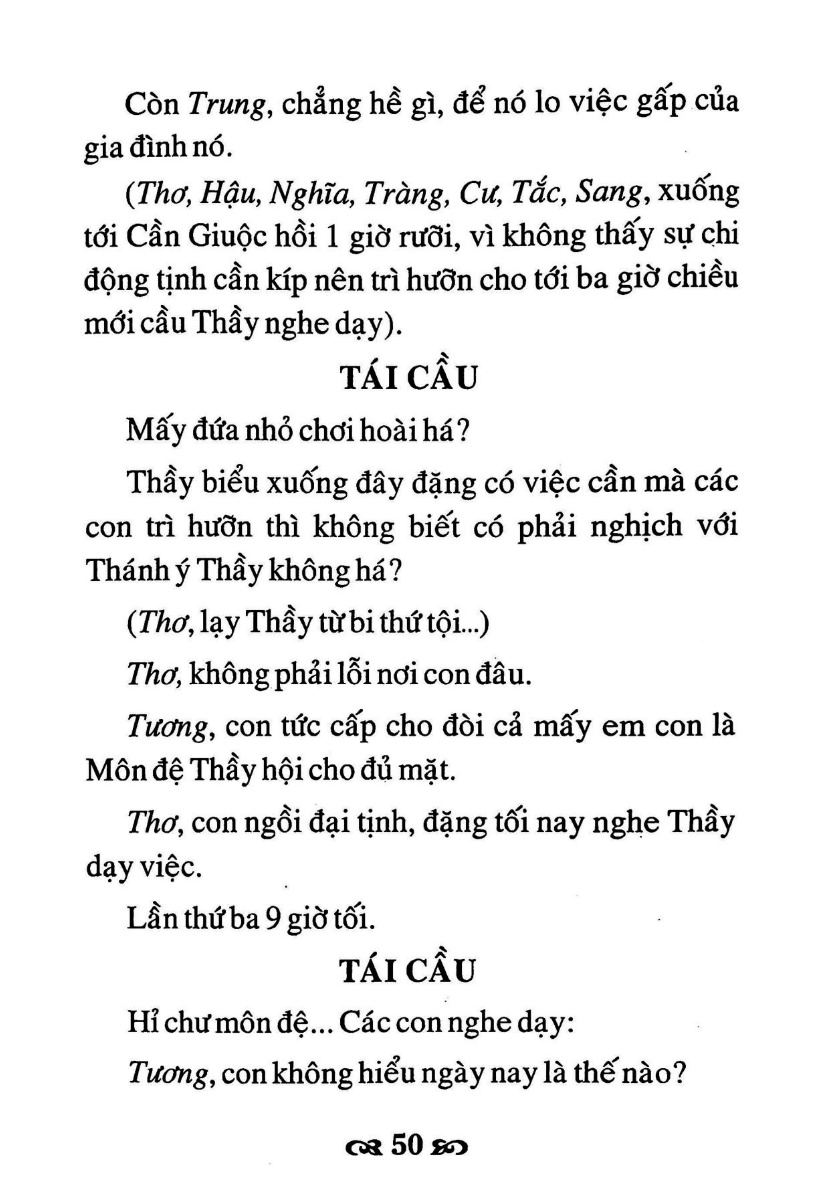 Còn Trung, chẳng hề gì, để nó lo việc gấp của
gia đình nó.
(Thơ, Hậu, Nghĩa, Tràng, Cư, Tắc, Sang, xuống
tới Cần Giuộc hồi 1 giờ rưỡi, vì không thấy sự chi
động tịnh cần kíp nên trì hưỡn cho tới ba giờ chiều
mới cầu Thầy nghe dạy).
TÁI CẦU
Mấy đứa nhỏ chơi hoài há?
Thầy biểu xuống đây đặng có việc cần mà các
con trì hưỡn thì không biết có phải nghịch với
Thánh ý Thầy không há?
(Thơ, lạy Thầy từ bi thứ tội...)
Thơ, không phải lỗi nơi con đâu.
Tương, con tức cấp cho đòi cả mấy em con là
Môn đệ Thầy hội cho đủ mặt.
Thơ, con ngồi đại tịnh, đặng tối nay nghe Thầy
dạy việc.
Lần thứ ba 9 giờ tối.
TÁI CẦU
Hỉ chư môn đệ... Các con nghe dạy:
Tương, con không hiểu ngày nay là thế nào?
50